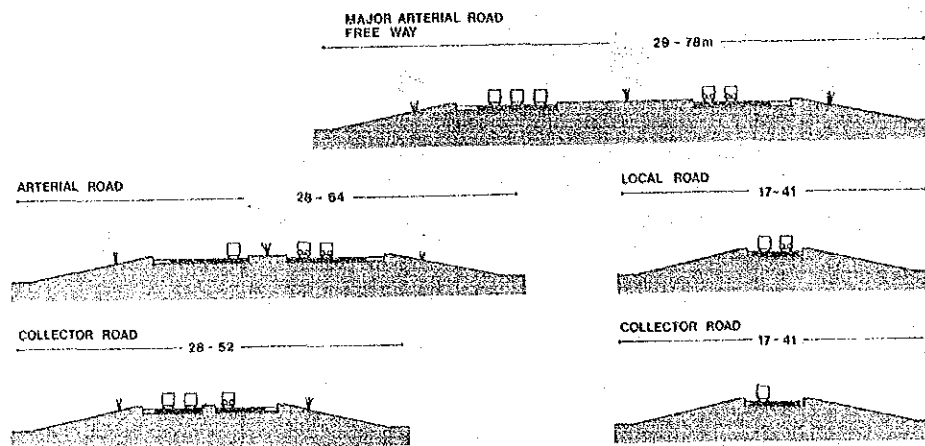 MAJOR ARTERIAL ROAD
FREE WAY
29 - 78m
ARTERIAL ROAD
28 - 64
LOCAL ROAD
17-41
COLLECTOR ROAD
28 - 52
COLLECTOR ROAD
17-41